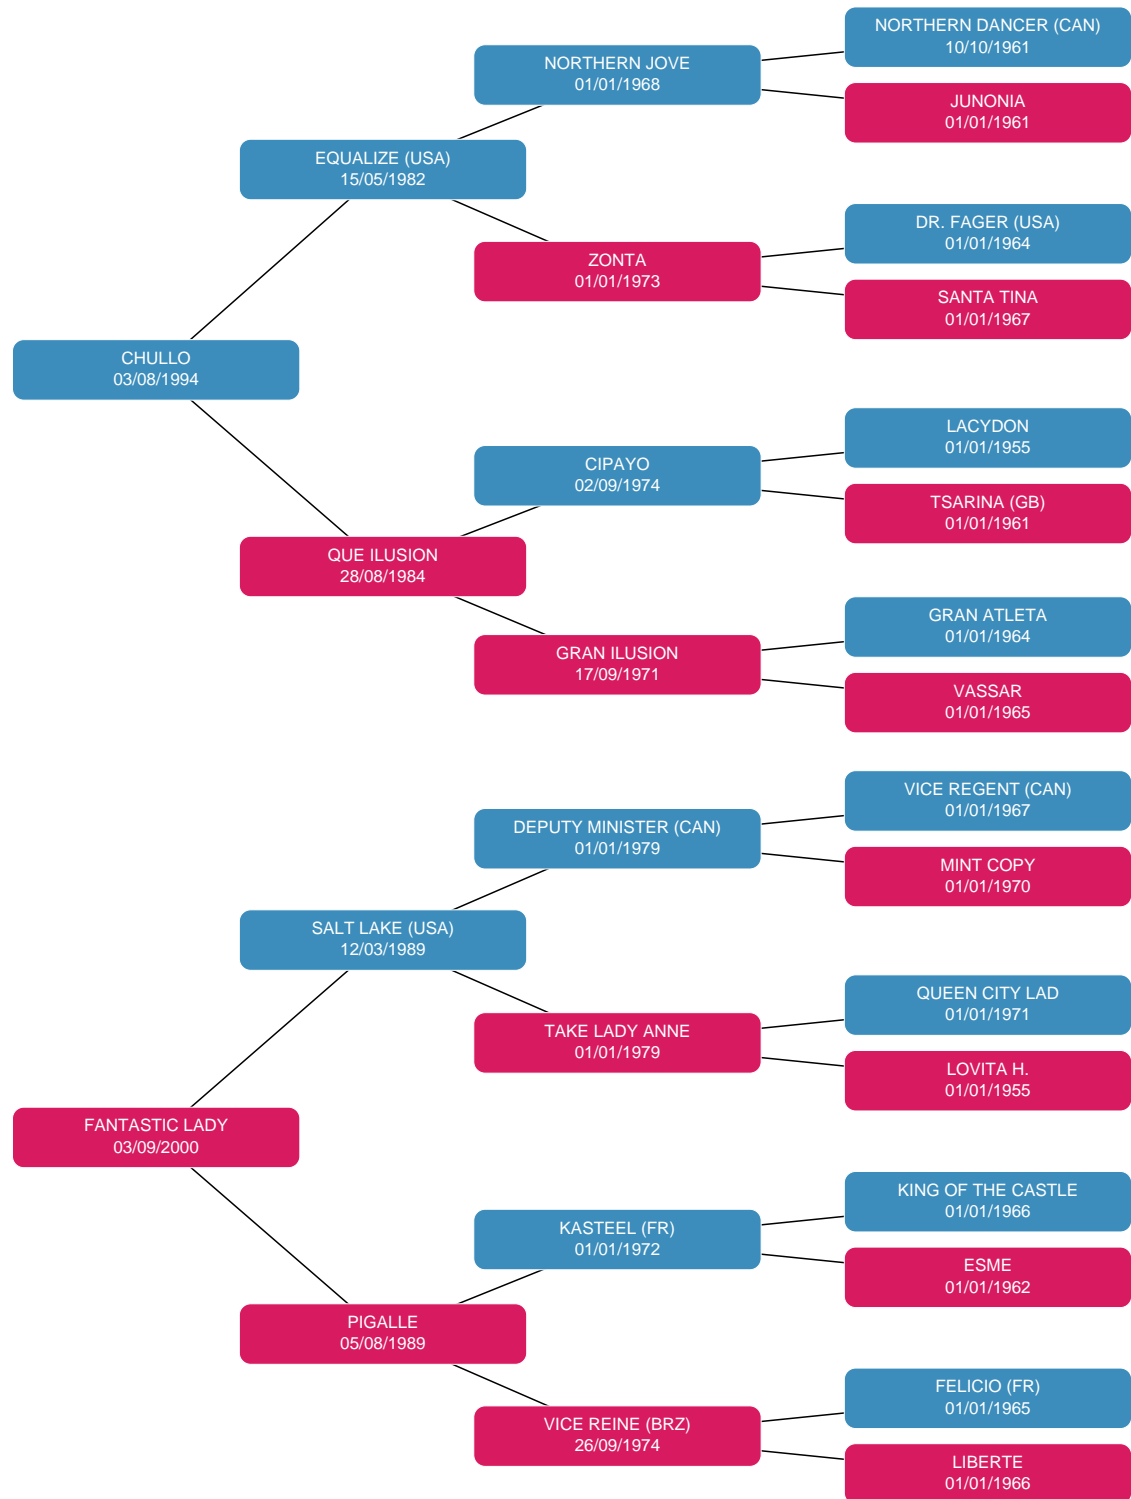 NORTHERN DANCER (CAN)
10/10/1961
NORTHERN JOVE
01/01/1968
JUNONIA
01/01/1961
EQUALIZE (USA)
15/05/1982
DR. FAGER (USA)
01/01/1964
ZONTA
01/01/1973
SANTA TINA
01/01/1967
CHULLO
03/08/1994
LACYDON
01/01/1955
CIPAYO
02/09/1974
TSARINA (GB)
01/01/1961
QUE ILUSION
28/08/1984
GRAN ATLETA
01/01/1964
GRAN ILUSION
17/09/1971
VASSAR
01/01/1965
VICE REGENT (CAN)
01/01/1967
DEPUTY MINISTER (CAN)
01/01/1979
MINT COPY
01/01/1970
SALT LAKE (USA)
12/03/1989
QUEEN CITY LAD
01/01/1971
TAKE LADY ANNE
01/01/1979
LOVITA H.
01/01/1955
FANTASTIC LADY
03/09/2000
KING OF THE CASTLE
01/01/1966
KASTEEL (FR)
01/01/1972
ESME
01/01/1962
PIGALLE
05/08/1989
FELICIO (FR)
01/01/1965
VICE REINE (BRZ)
26/09/1974
LIBERTE
01/01/1966